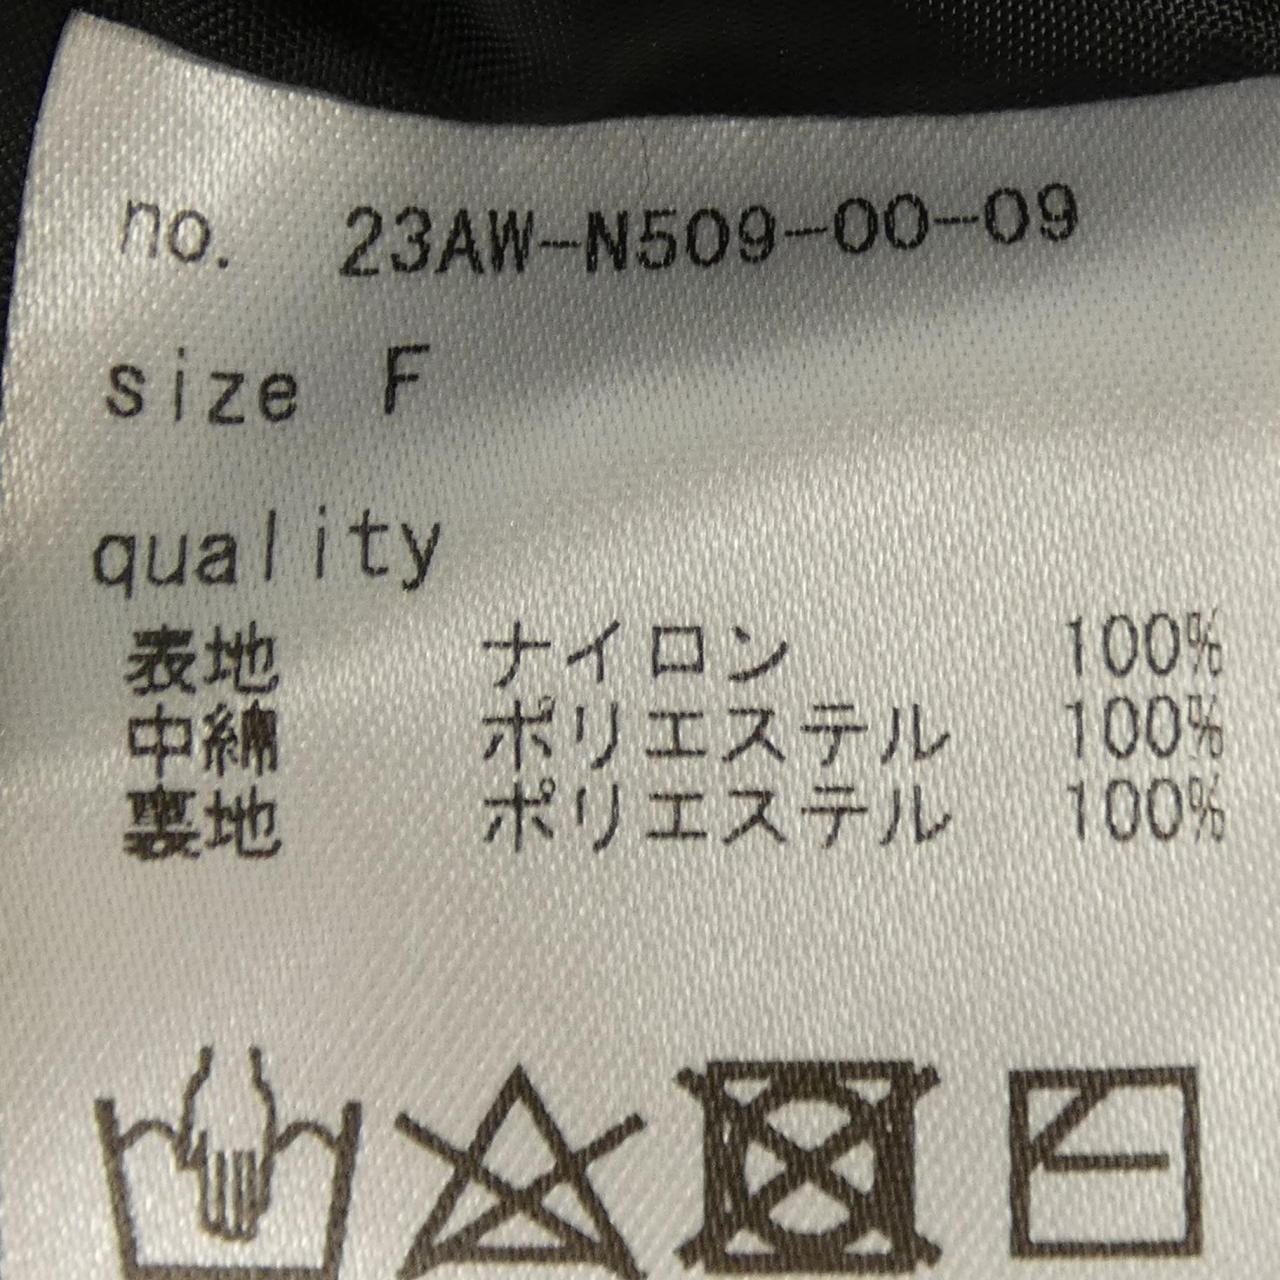 no. 23AW-N509-00-09
size F
quality
表地 ナイロン 100%
中綿 ポリエステル 100%
裏地 ポリエステル 100%